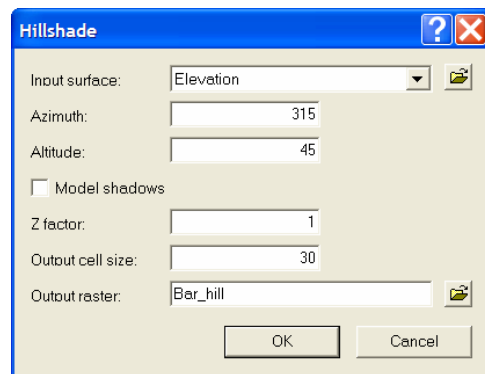 Hillshade
Input surface: Elevation
Azimuth: 315
Altitude: 45
Model shadows
Z factor: 1
Output cell size: 30
Output raster: Bar_hill
OK Cancel